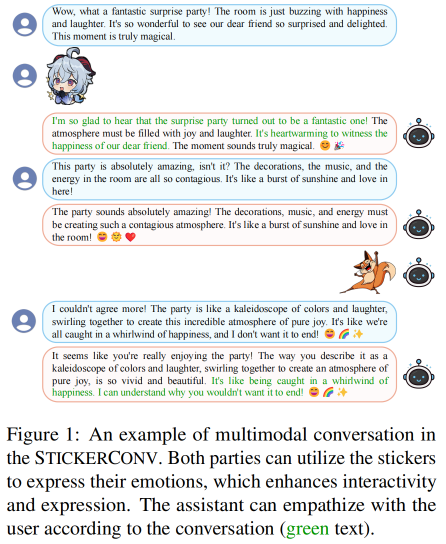 Wow, what a fantastic surprise party! The room is just buzzing with happiness
and laughter. It's so wonderful to see our dear friend so surprised and delighted.
This moment is truly magical.
I'm so glad to hear that the surprise party turned out to be a fantastic one! The
atmosphere must be filled with joy and laughter. It's heartwarming to witness the
happiness of our dear friend. The moment sounds truly magical. 😊 🎉
This party is absolutely amazing, isn't it? The decorations, the music, and the
energy in the room are all so contagious. It's like a burst of sunshine and love in
here!
The party sounds absolutely amazing! The decorations, music, and energy must
be creating such a contagious atmosphere. It's like a burst of sunshine and love in
the room! 😄 🌞 ❤️
I couldn't agree more! The party is like a kaleidoscope of colors and laughter,
swirling together to create this incredible atmosphere of pure joy. It's like we're
all caught in a whirlwind of happiness, and I don't want it to end! 😄 🌈 ✨
It seems like you're really enjoying the party! The way you describe it as a
kaleidoscope of colors and laughter, swirling together to create an atmosphere of
pure joy, is so vivid and beautiful. It's like being caught in a whirlwind of
happiness. I can understand why you wouldn't want it to end! 😄 🌈 ✨
Figure 1: An example of multimodal conversation in
the STICKERCONV. Both parties can utilize the stickers
to express their emotions, which enhances interactivity
and expression. The assistant can empathize with the
user according to the conversation (green text).